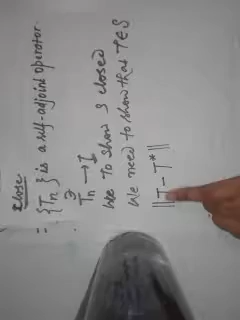 Close
= {Tn} is a self-adjoint operator.
∋
Tn → I
We to show S closed
We need to show that T∈S
||T - T*||